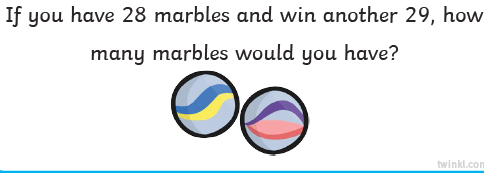 If you have 28 marbles and win another 29, how
many marbles would you have?
twinkl.com